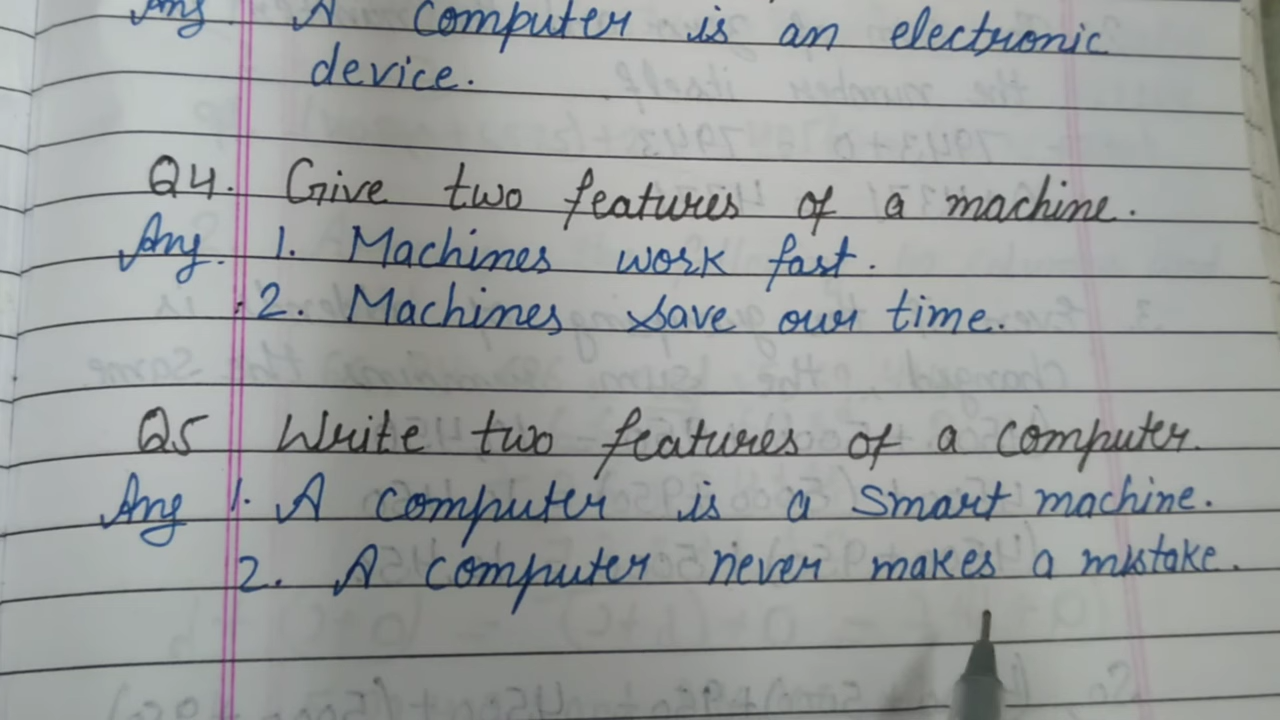 Ans A Computer is an electronic
device.
Q4. Give two features of a machine.
Ans. 1. Machines work fast.
2. Machines save our time.
Q5 Write two features of a computer.
Ans 1. A computer is a smart machine.
2. A computer never makes a mistake.